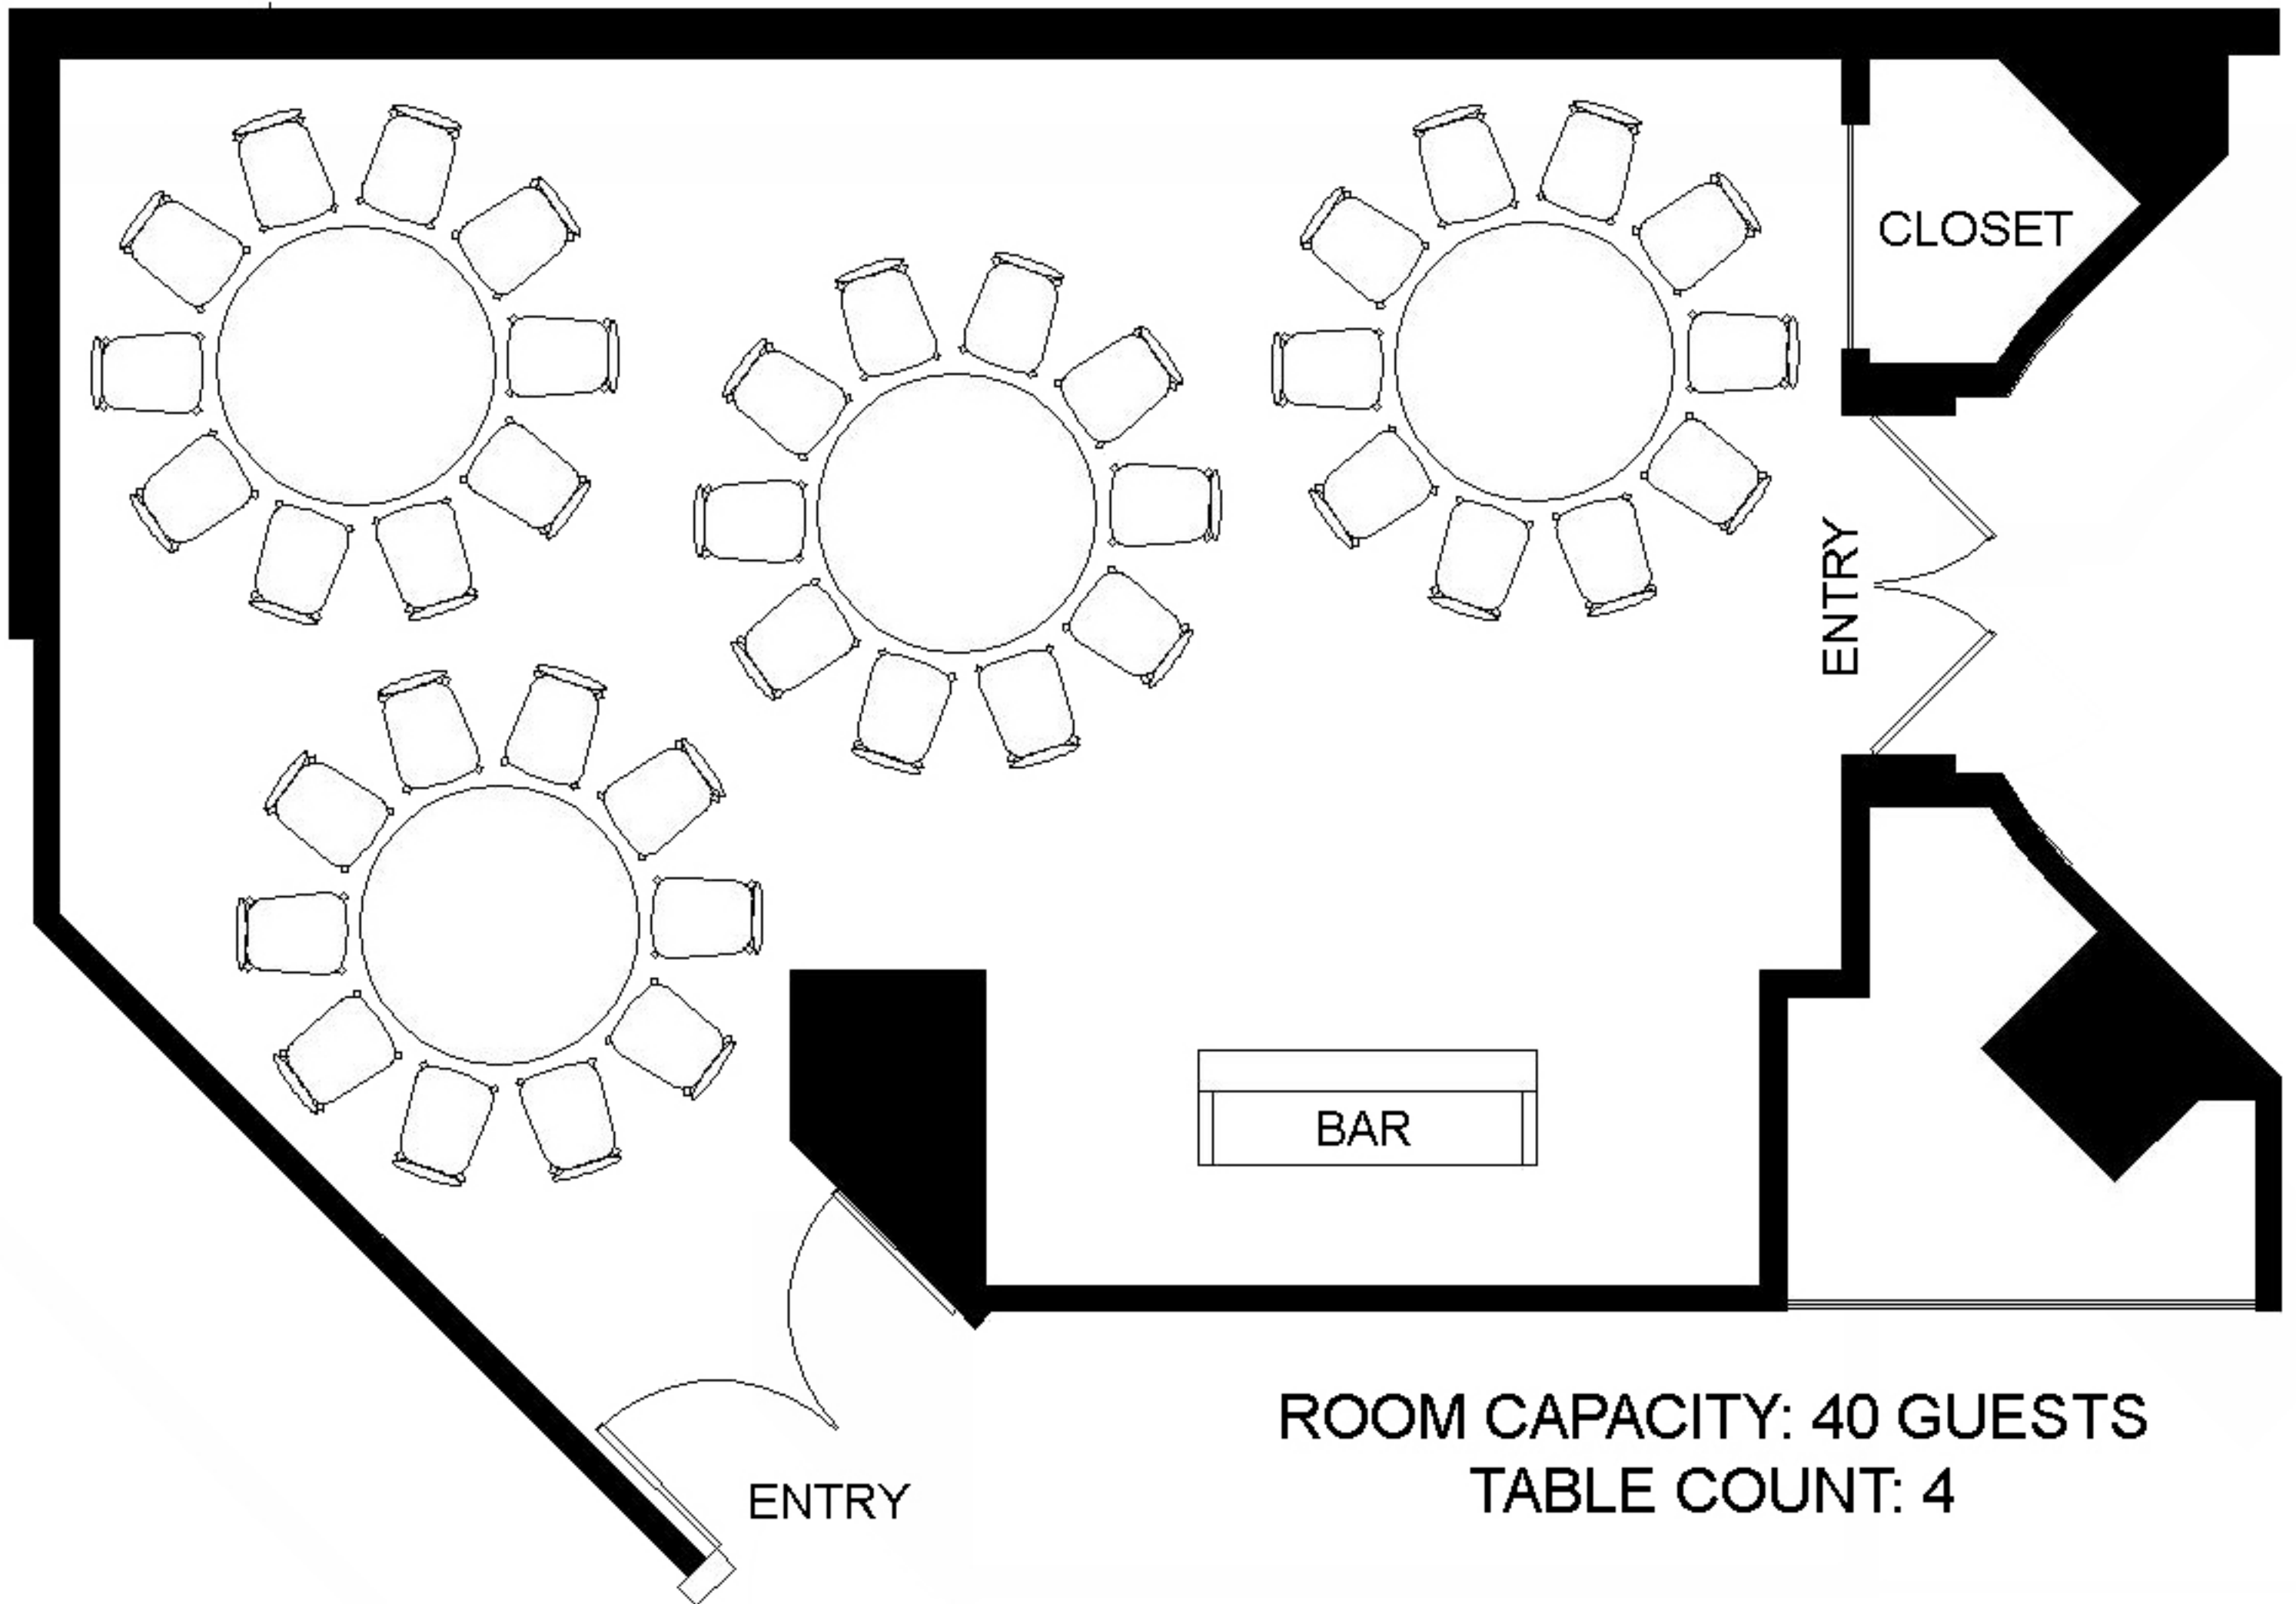 CLOSET
ENTRY
BAR
ENTRY
ROOM CAPACITY: 40 GUESTS
TABLE COUNT: 4